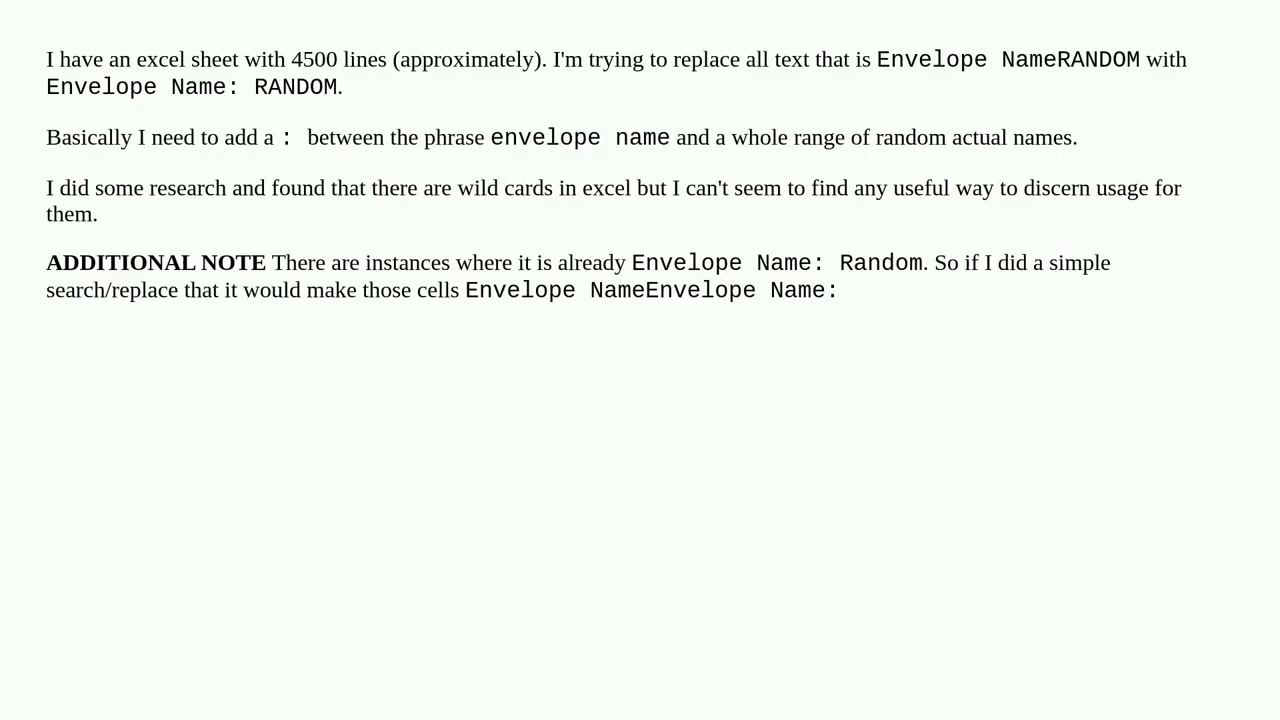 I have an excel sheet with 4500 lines (approximately). I'm trying to replace all text that is Envelope NameRANDOM with
Envelope Name: RANDOM.
Basically I need to add a : between the phrase envelope name and a whole range of random actual names.
I did some research and found that there are wild cards in excel but I can't seem to find any useful way to discern usage for
them.
ADDITIONAL NOTE There are instances where it is already Envelope Name: Random. So if I did a simple
search/replace that it would make those cells Envelope NameEnvelope Name: